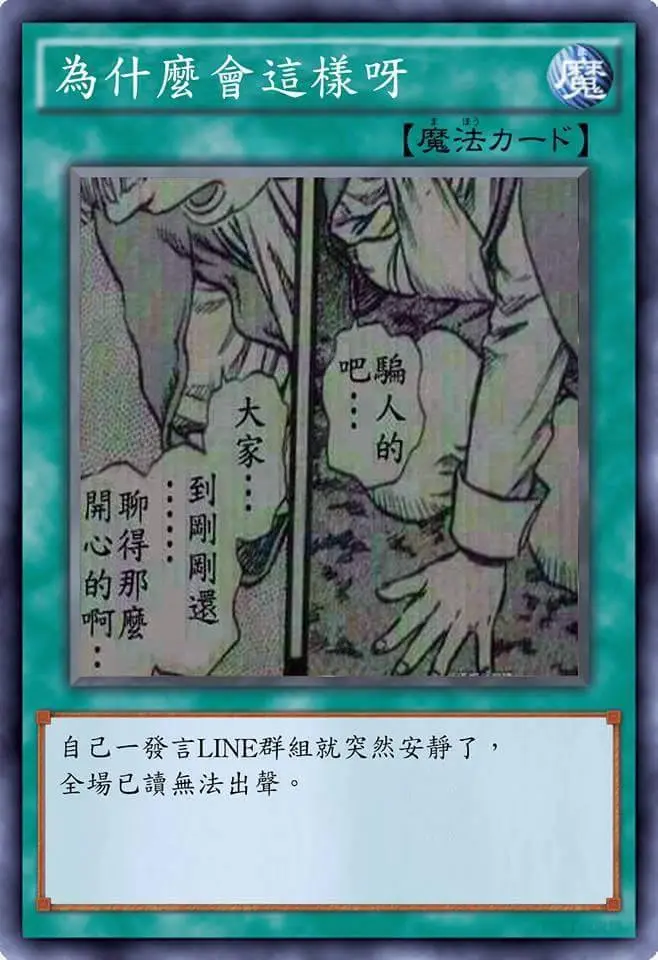 為什麼會這樣呀
魔
【魔法カード】
まほう
騙人的
吧…
大家…
到剛剛還
……
聊得那麼
開心的啊…
自己一發言LINE群組就突然安靜了，
全場已讀無法出聲。